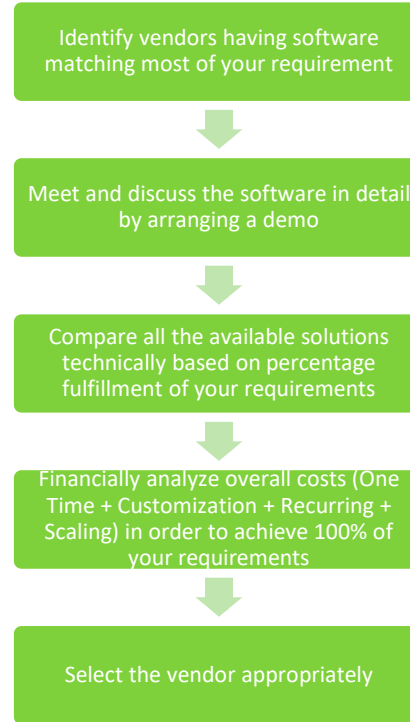 Identify vendors having software
matching most of your requirement
Meet and discuss the software in detail
by arranging a demo
Compare all the available solutions
technically based on percentage
fulfillment of your requirements
Financially analyze overall costs (One
Time + Customization + Recurring +
Scaling) in order to achieve 100% of
your requirements
Select the vendor appropriately